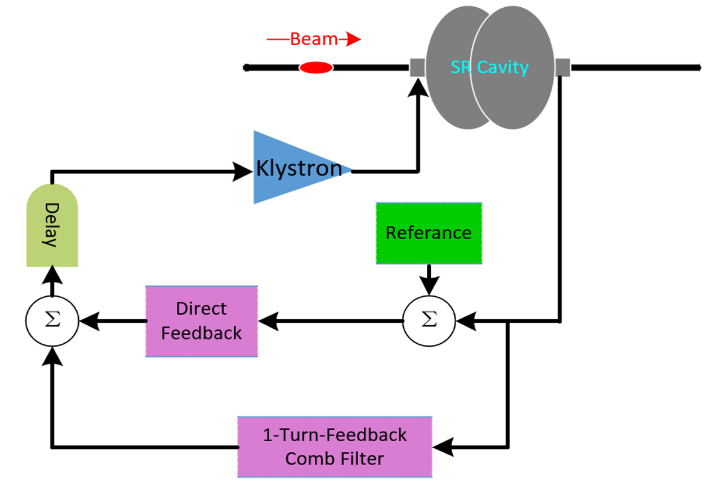 Beam
SR Cavity
Klystron
Delay
Referance
Σ
Direct
Feedback
Σ
1-Turn-Feedback
Comb Filter